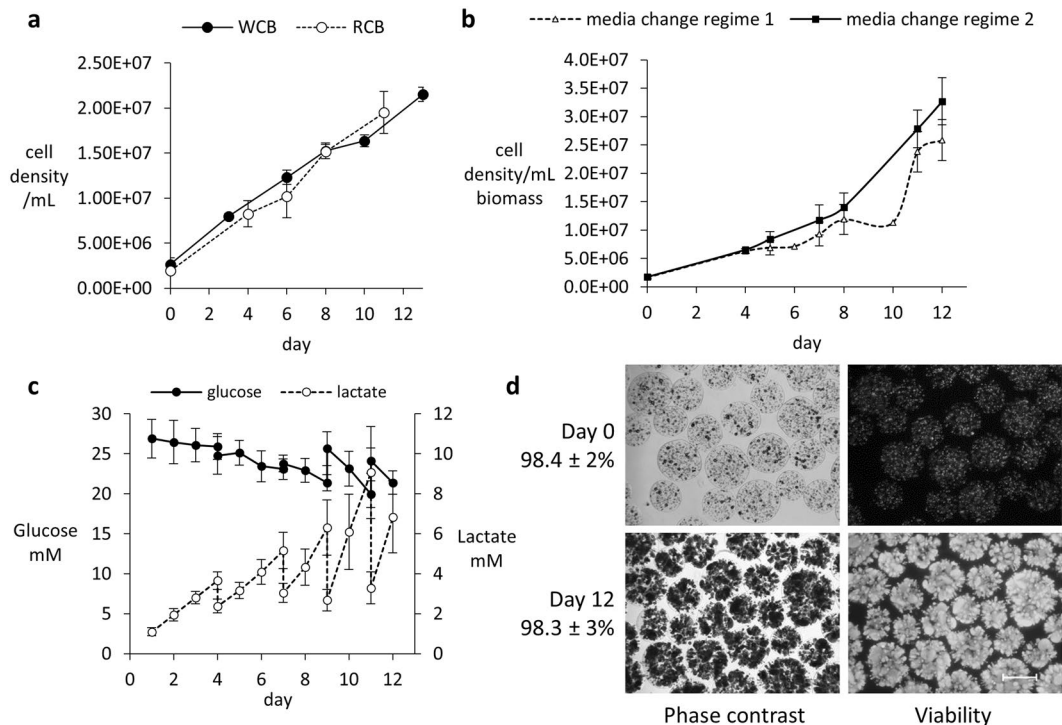 a
WCB RCB
2.50E+07
2.00E+07
1.50E+07
1.00E+07
5.00E+06
0.00E+00
cell
density
/mL
0 2 4 6 8 10 12
day
b
media change regime 1 media change regime 2
4.0E+07
3.5E+07
3.0E+07
2.5E+07
2.0E+07
1.5E+07
1.0E+07
5.0E+06
0.0E+00
cell
density/mL
biomass
0 2 4 6 8 10 12
day
c
glucose lactate
30
25
20
15
10
5
0
Glucose
mM
12
10
8
6
4
2
0
Lactate
mM
0 2 4 6 8 10 12
day
d
Day 0
98.4 ± 2%
Day 12
98.3 ± 3%
Phase contrast Viability